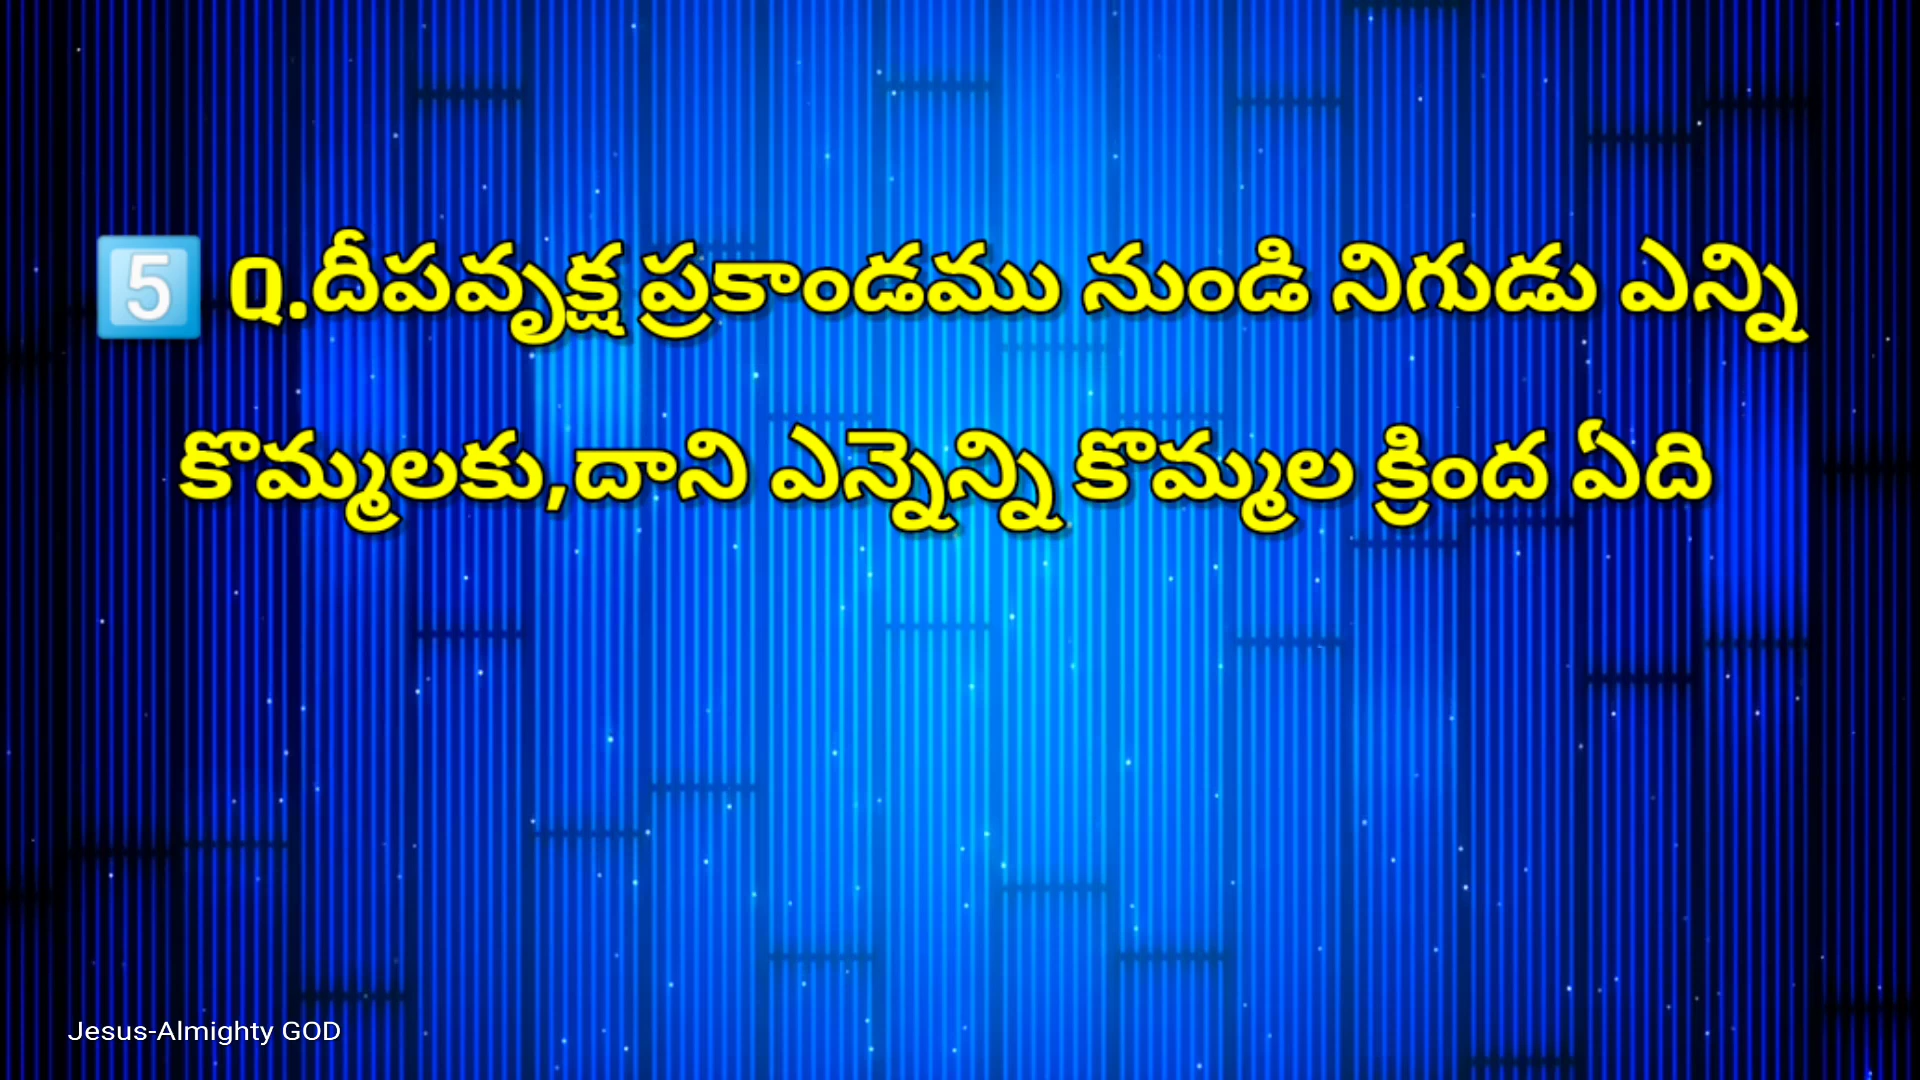 5 Q.దీపవృక్ష ప్రకాండము నుండి నిగుడు ఎన్ని
కొమ్మలకు,దాని ఎన్నెన్ని కొమ్మల క్రింద ఏది
Jesus-Almighty GOD